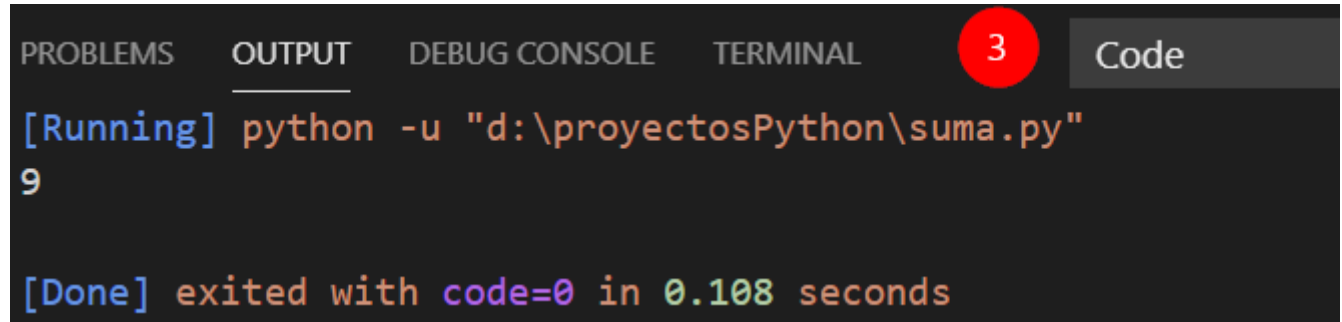 PROBLEMS OUTPUT DEBUG CONSOLE TERMINAL 3 Code
[Running] python -u "d:\proyectosPython\suma.py"
9
[Done] exited with code=0 in 0.108 seconds